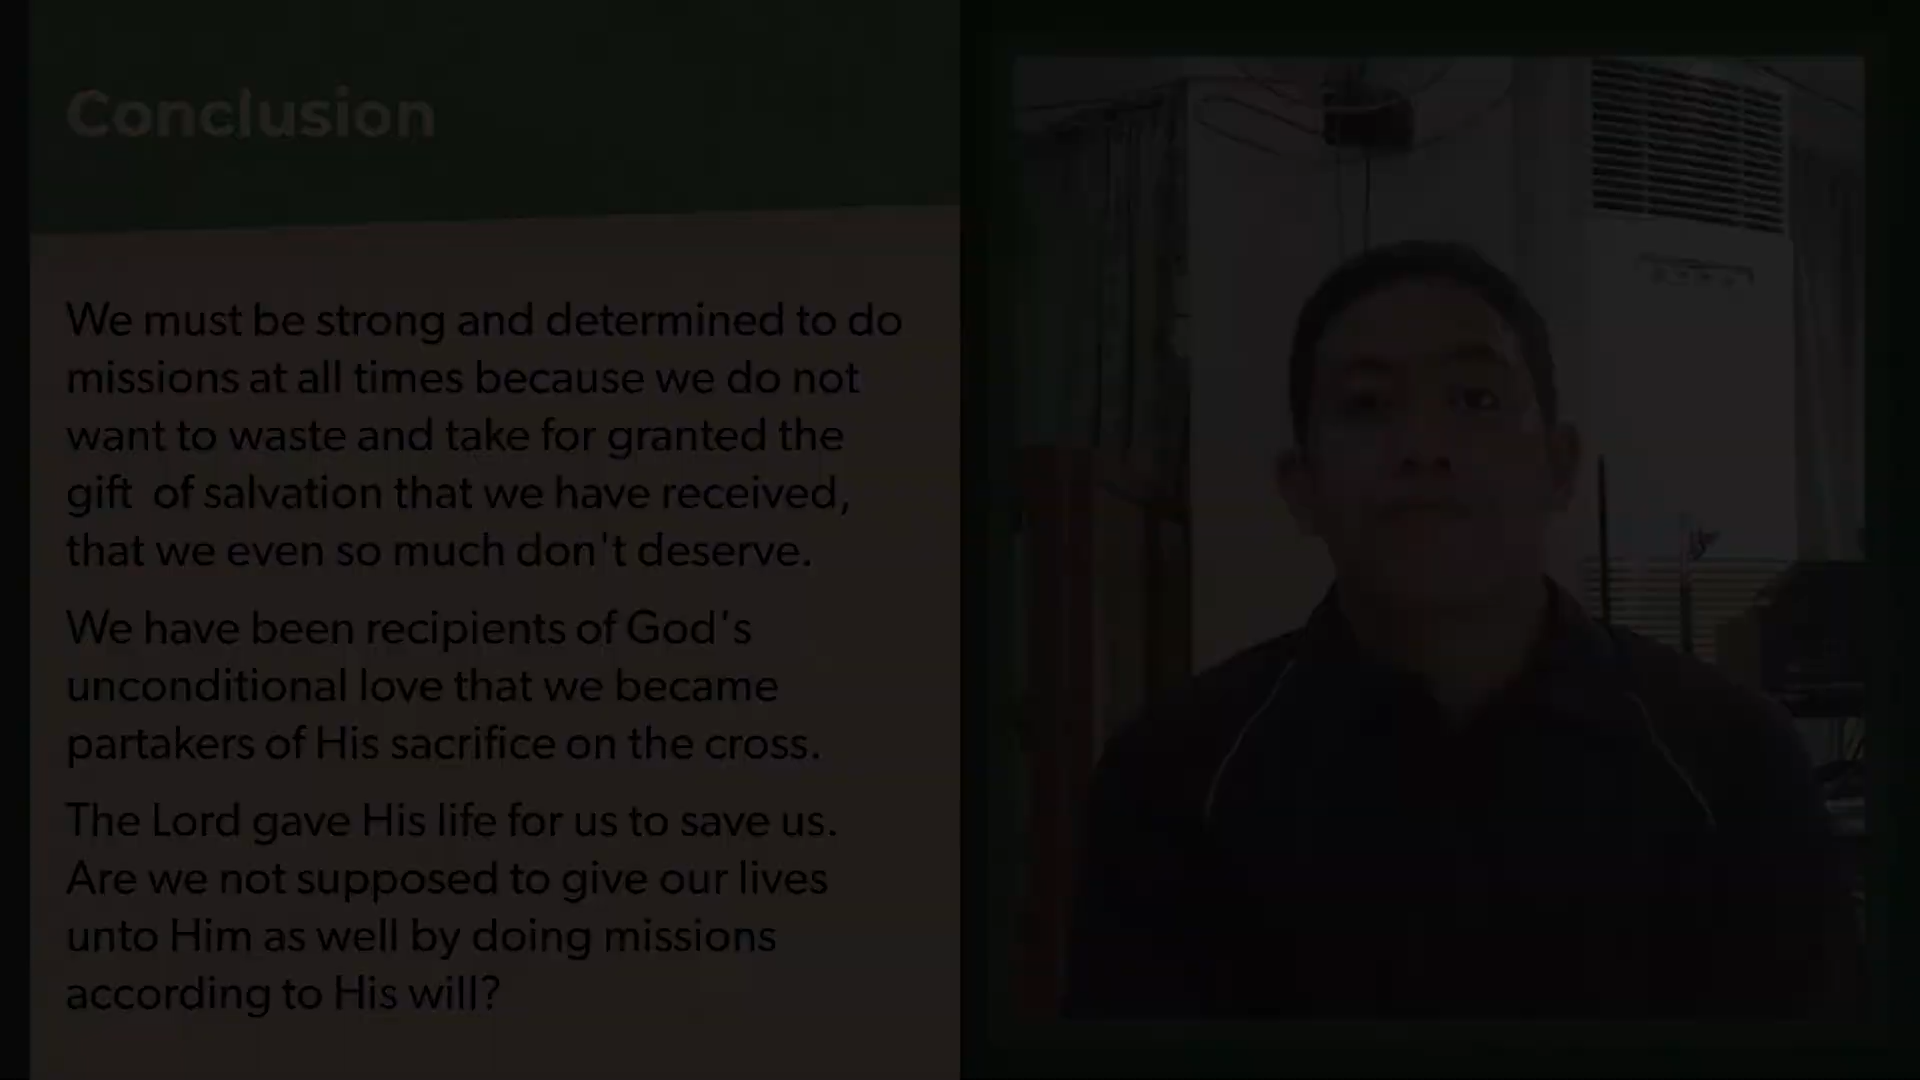 Conclusion
We must be strong and determined to do
missions at all times because we do not
want to waste and take for granted the
gift  of salvation that we have received,
that we even so much don't deserve.
We have been recipients of God's
unconditional love that we became
partakers of His sacrifice on the cross.
The Lord gave His life for us to save us.
Are we not supposed to give our lives
unto Him as well by doing missions
according to His will?